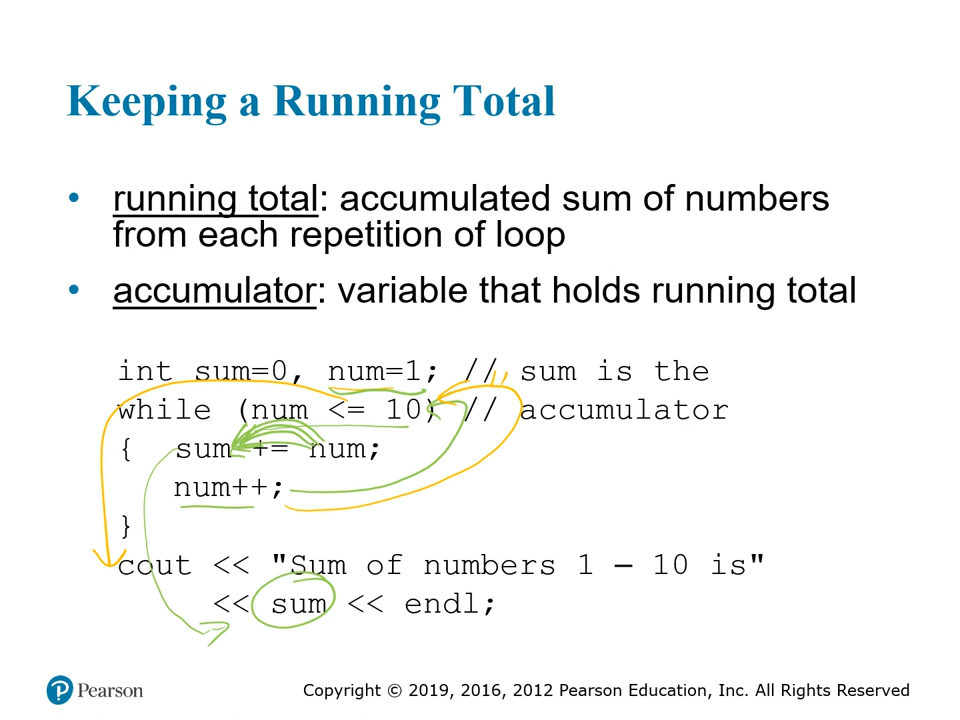 Keeping a Running Total
• running total: accumulated sum of numbers
from each repetition of loop
• accumulator: variable that holds running total
int sum=0, num=1; // sum is the
while (num <= 10) // accumulator
{ sum += num;
num++;
}
cout << "Sum of numbers 1 – 10 is"
<< sum << endl;
Pearson
Copyright © 2019, 2016, 2012 Pearson Education, Inc. All Rights Reserved